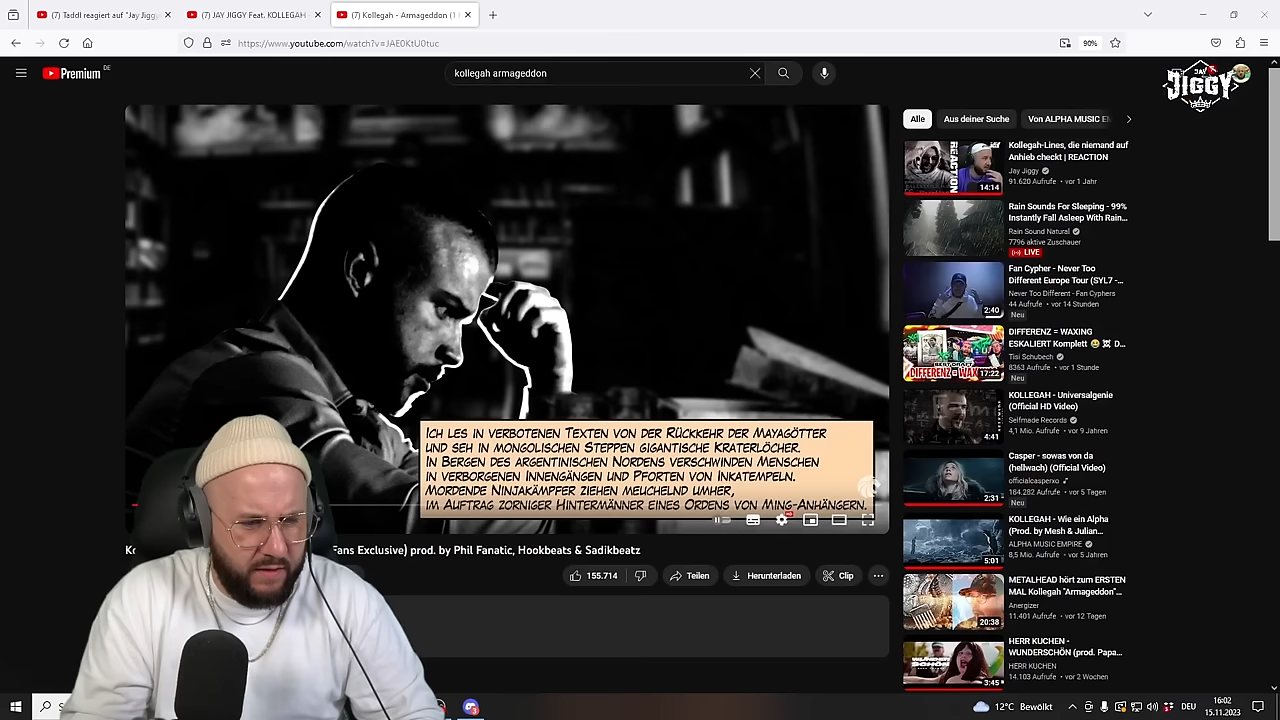 (7) Tahsti reagiert auf "Jay Jiggy
(7) JAY JIGGY Feat. KOLLEGAH
(7) Kollegah - Armageddon (1
https://www.youtube.com/watch?v=JAE0KtU0tuc
90%
Premium DE
kollegah armageddon
JAY JIGGY
Alle
Aus deiner Suche
Von ALPHA MUSIC EM
Kollegah-Lines, die niemand auf
Anhieb checkt | REACTION
Jay Jiggy
91.620 Aufrufe • vor 1 Jahr
REACTION
14:14
Rain Sounds For Sleeping - 99%
Instantly Fall Asleep With Rain...
Rain Sound Natural
7796 aktive Zuschauer
LIVE
Fan Cypher - Never Too
Different Europe Tour (SYL7 -...
Never Too Different - Fan Cyphers
44 Aufrufe • vor 14 Stunden
Neu
2:40
DIFFERENZ = WAXING
ESKALIERT Komplett 😂 ☠️ D...
Tisi Schubech
8363 Aufrufe • vor 1 Stunde
Neu
DIFFERENZ = WAX
17:22
KOLLEGAH - Universalgenie
(Official HD Video)
Selfmade Records
4,1 Mio. Aufrufe • vor 9 Jahren
4:41
Casper - sowas von da
(hellwach) (Official Video)
officialcasperxo
184.282 Aufrufe • vor 5 Tagen
Neu
2:31
KOLLEGAH - Wie ein Alpha
(Prod. by Mesh & Julian...
ALPHA MUSIC EMPIRE
8,5 Mio. Aufrufe • vor 5 Jahren
5:01
METALHEAD hört zum ERSTEN
MAL Kollegah "Armageddon"...
Anergizer
11.401 Aufrufe • vor 12 Tagen
20:38
HERR KUCHEN -
WUNDERSCHÖN (prod. Papa...
HERR KUCHEN
14.103 Aufrufe • vor 2 Wochen
3:45
Ich les in verbotenen Texten von der Rückkehr der Mayagötter
und seh in mongolischen Steppen gigantische Kraterlöcher.
In Bergen des argentinischen Nordens verschwinden Menschen
in verborgenen Innengängen und Pforten von Inkatempeln.
Mordende Ninjakämpfer ziehen meuchelnd umher,
im Auftrag zorniger Hintermänner eines Ordens von Ming-Anhängern.
Ko
Fans Exclusive) prod. by Phil Fanatic, Hookbeats & Sadikbeatz
155.714
Teilen
Herunterladen
Clip
12°C Bewölkt
16:02
15.11.2023